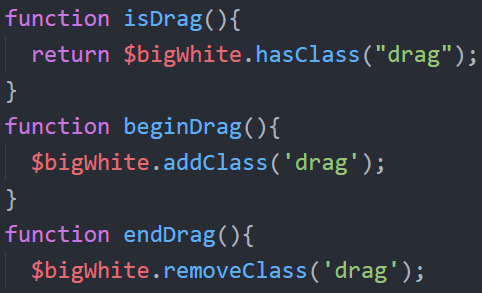 function isDrag(){
  return $bigWhite.hasClass("drag");
}
function beginDrag(){
  $bigWhite.addClass('drag');
}
function endDrag(){
  $bigWhite.removeClass('drag');